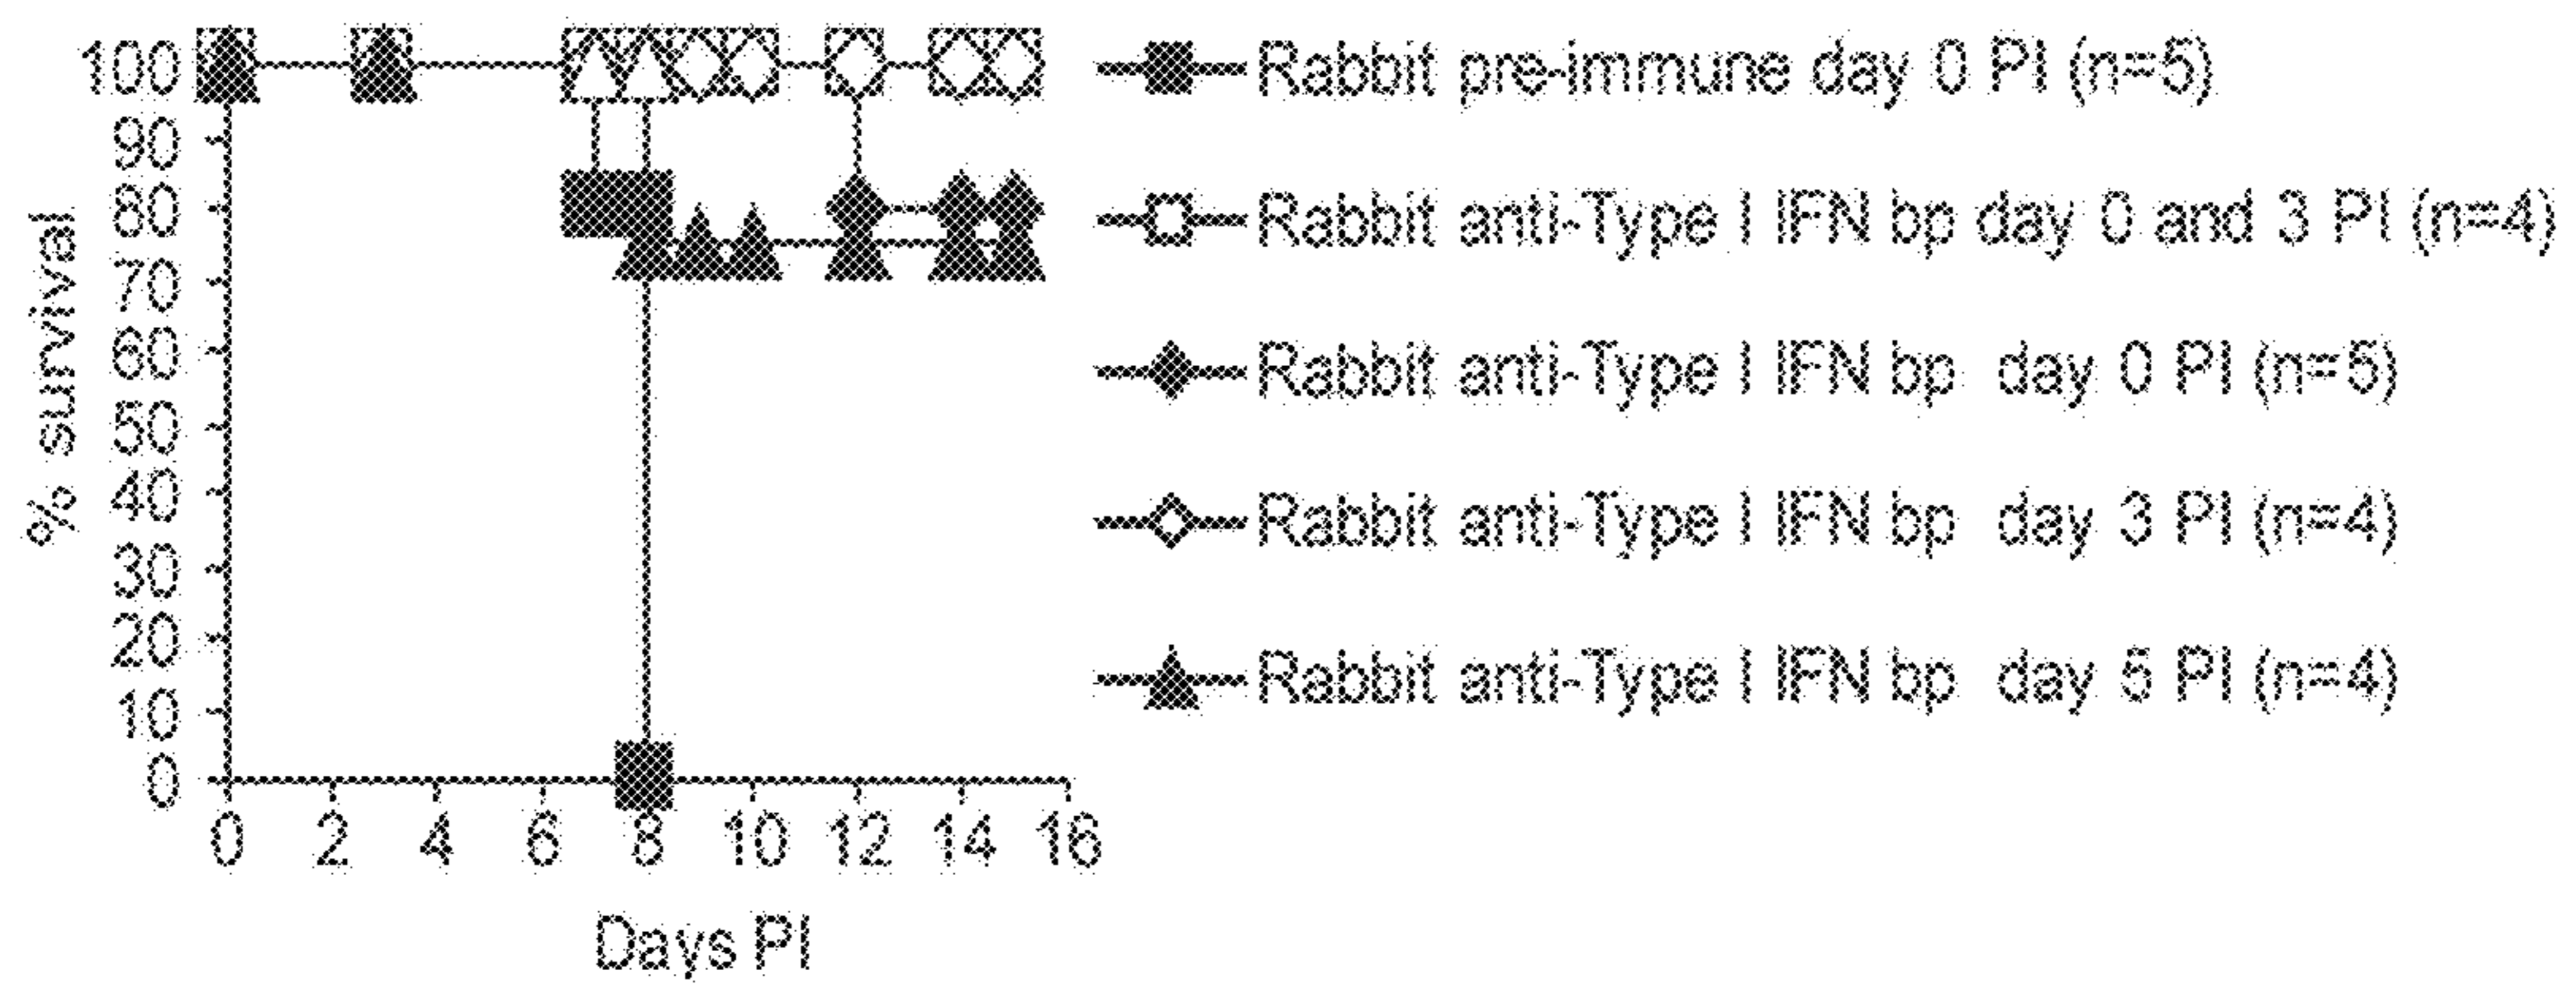 % survival
100
90
80
70
60
50
40
30
20
10
0
0 2 4 6 8 10 12 14 16
Days PI
Rabbit pre-immune day 0 PI (n=5)
Rabbit anti-Type I IFN bp day 0 and 3 PI (n=4)
Rabbit anti-Type I IFN bp day 0 PI (n=5)
Rabbit anti-Type I IFN bp day 3 PI (n=4)
Rabbit anti-Type I IFN bp day 5 PI (n=4)